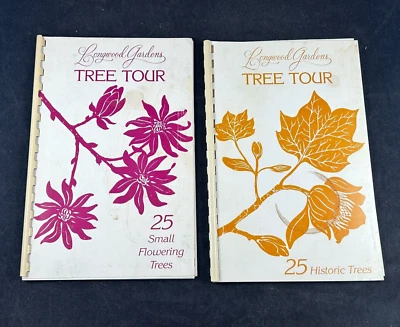 Longwood Gardens
TREE TOUR
25
Small
Flowering
Trees
Longwood Gardens
TREE TOUR
25 Historic Trees